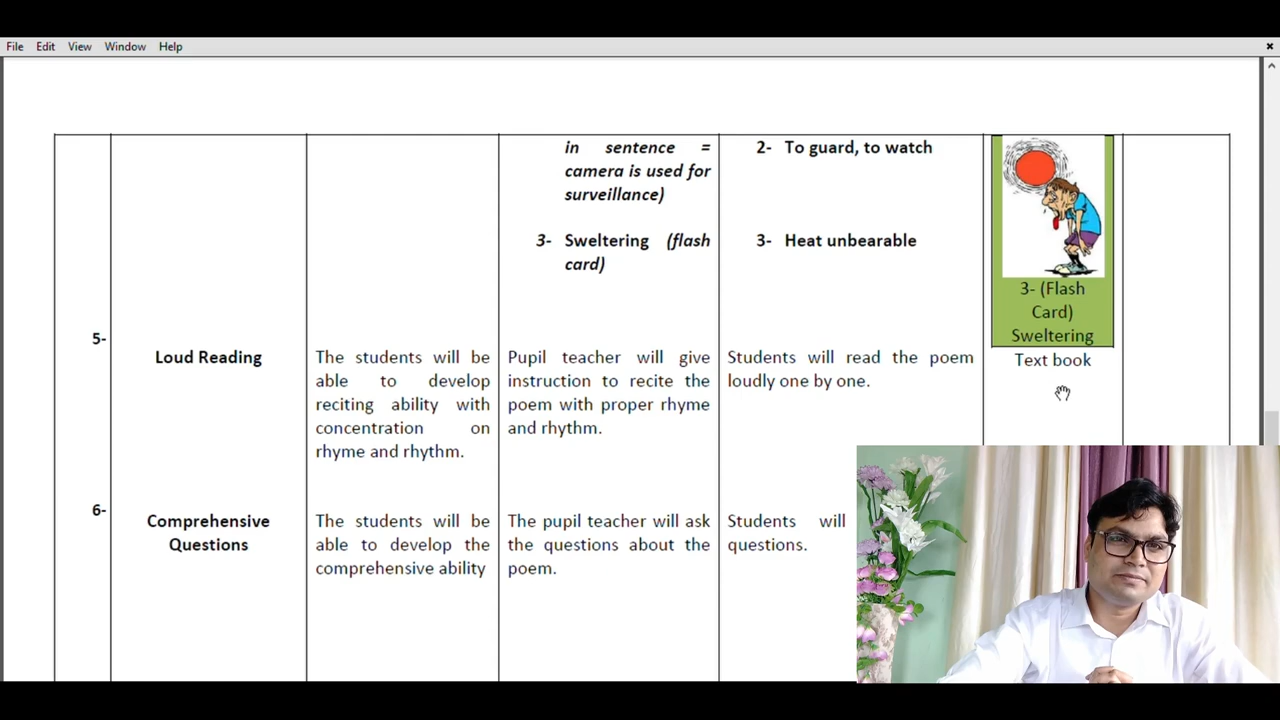 File Edit View Window Help
in sentence =
camera is used for
surveillance)
3- Sweltering (flash
card)
2- To guard, to watch
3- Heat unbearable
3- (Flash
Card)
Sweltering
5-
Loud Reading
The students will be
able to develop
reciting ability with
concentration on
rhyme and rhythm.
Pupil teacher will give
instruction to recite the
poem with proper rhyme
and rhythm.
Students will read the poem
loudly one by one.
Text book
6-
Comprehensive
Questions
The students will be
able to develop the
comprehensive ability
The pupil teacher will ask
the questions about the
poem.
Students will
questions.